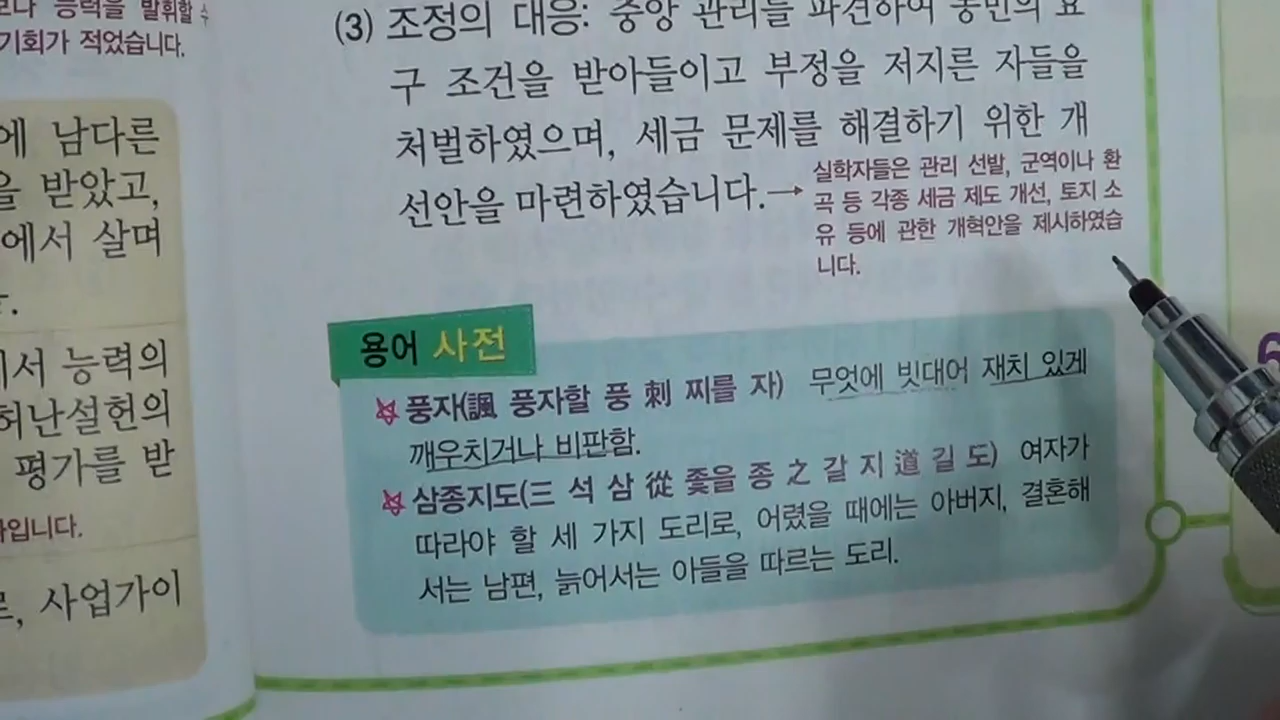 보다 능력을 발휘할 수
기회가 적었습니다.
에 남다른
을 받았고,
에서 살며
서 능력의
허난설헌의
평가를 받
입니다.
, 사업가이
(3) 조정의 대응: 중앙 관리를 파견하여 농민의 요
구 조건을 받아들이고 부정을 저지른 자들을
처벌하였으며, 세금 문제를 해결하기 위한 개
선안을 마련하였습니다.→
실학자들은 관리 선발, 군역이나 환
곡 등 각종 세금 제도 개선, 토지 소
유 등에 관한 개혁안을 제시하였습
니다.
용어 사전
풍자(諷 풍자할 풍 刺 찌를 자) 무엇에 빗대어 재치 있게
깨우치거나 비판함.
삼종지도(三 석 삼 從 좇을 종 之 갈 지 道 길 도) 여자가
따라야 할 세 가지 도리로, 어렸을 때에는 아버지, 결혼해
서는 남편, 늙어서는 아들을 따르는 도리.
6